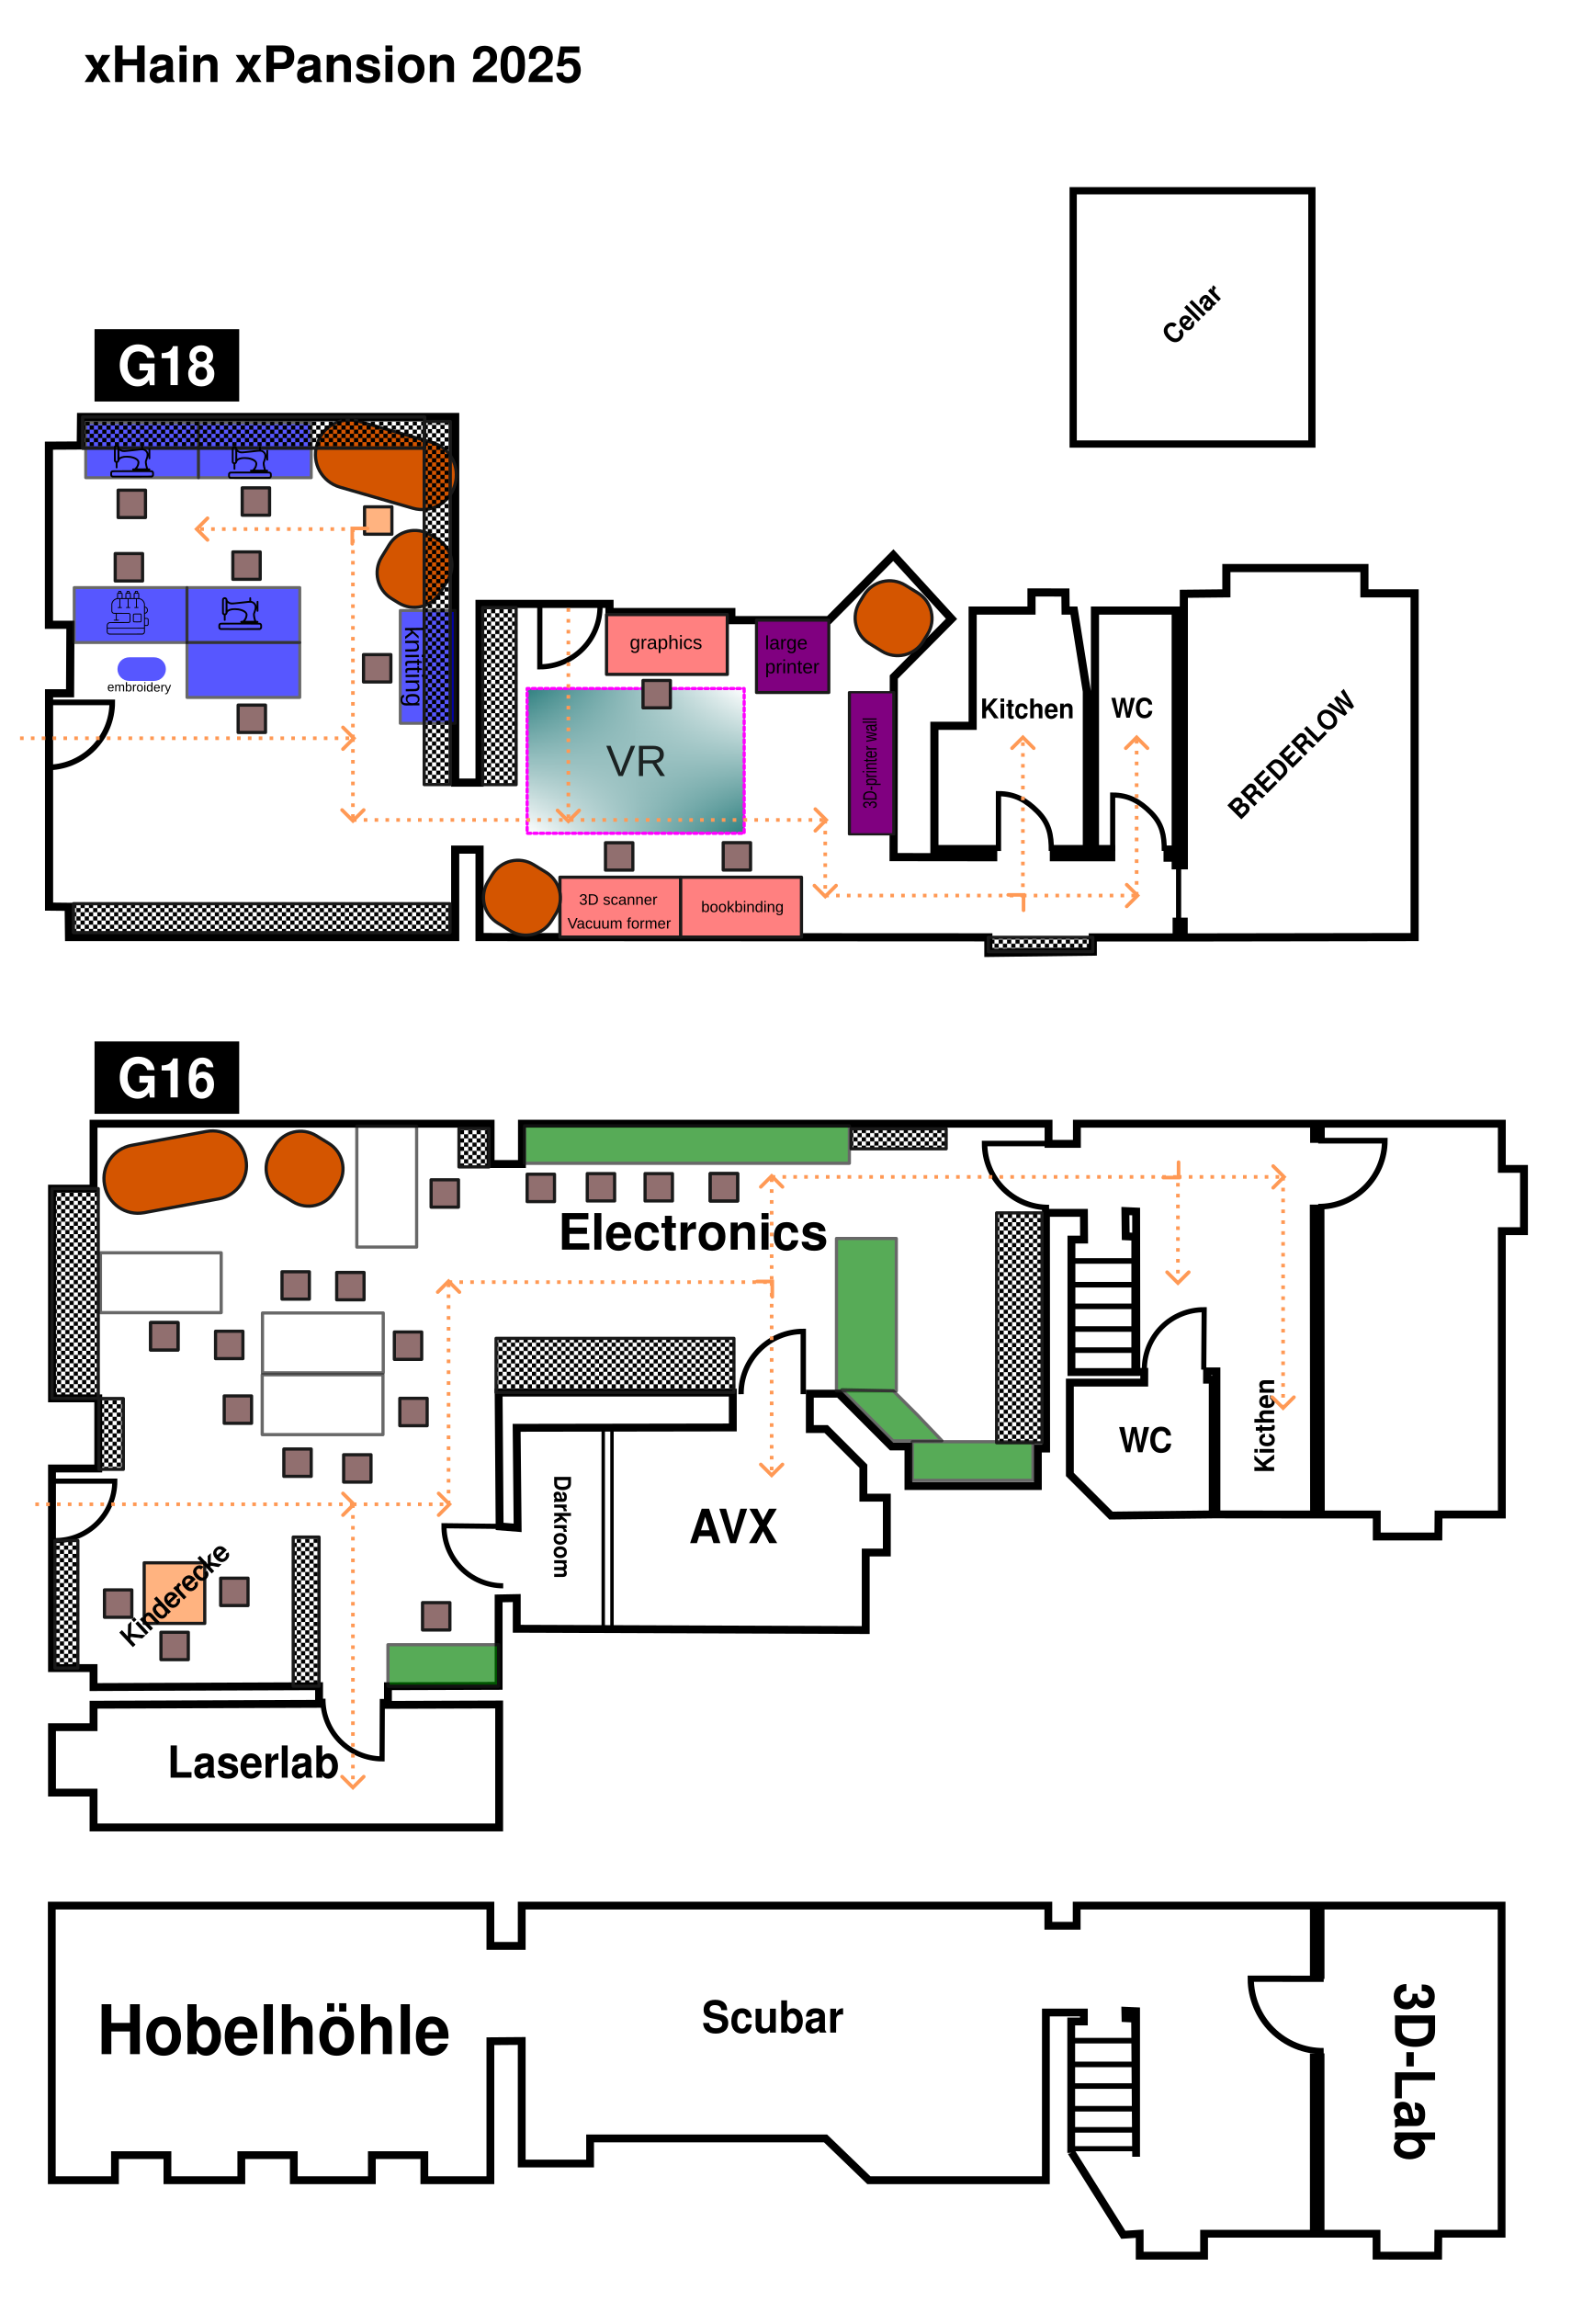 xHain xPansion 2025
Cellar
G18
knitting
embroidery
graphics
large
printer
VR
3D-printer wall
Kitchen
WC
BREDERLOW
3D scanner
Vacuum former
bookbinding
G16
Electronics
Darkroom
AVX
WC
Kicthen
Kinderecke
Laserlab
Hobelhöhle
Scubar
3D-Lab